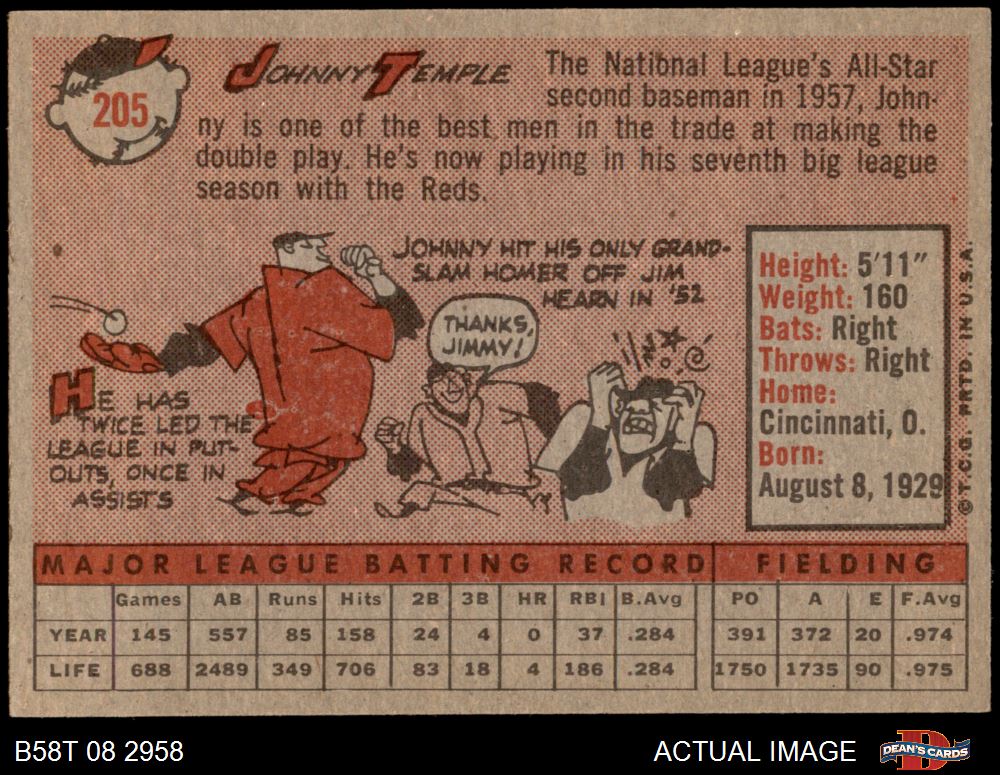 205
JOHNNY TEMPLE
The National League's All-Star
second baseman in 1957, John-
ny is one of the best men in the trade at making the
double play. He's now playing in his seventh big league
season with the Reds.
JOHNNY HIT HIS ONLY GRAND-
SLAM HOMER OFF JIM
HEARN IN '52
THANKS,
JIMMY!
HE HAS
TWICE LED THE
LEAGUE IN PUT-
OUTS, ONCE IN
ASSISTS
Height: 5'11"
Weight: 160
Bats: Right
Throws: Right
Home:
Cincinnati, O.
Born:
August 8, 1929
© T.C.G. PRTD. IN U.S.A.
MAJOR LEAGUE BATTING RECORD FIELDING
Games AB Runs Hits 2B 3B HR RBI B.Avg PO A E F.Avg
YEAR 145 557 85 158 24 4 0 37 .284 391 372 20 .974
LIFE 688 2489 349 706 83 18 4 186 .284 1750 1735 90 .975
B58T 08 2958
ACTUAL IMAGE
DEAN'S CARDS